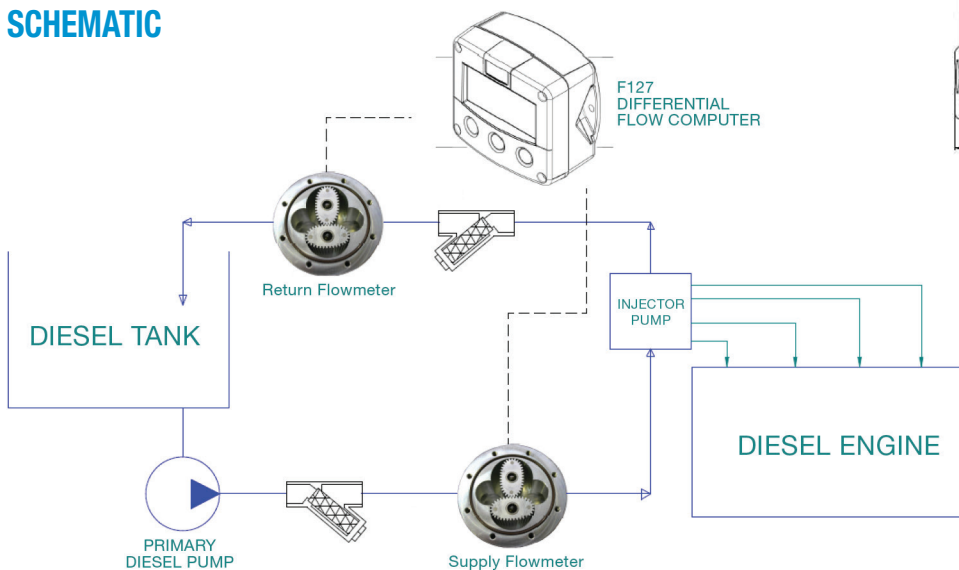 SCHEMATIC
F127
DIFFERENTIAL
FLOW COMPUTER
Return Flowmeter
DIESEL TANK
INJECTOR
PUMP
DIESEL ENGINE
PRIMARY
DIESEL PUMP
Supply Flowmeter